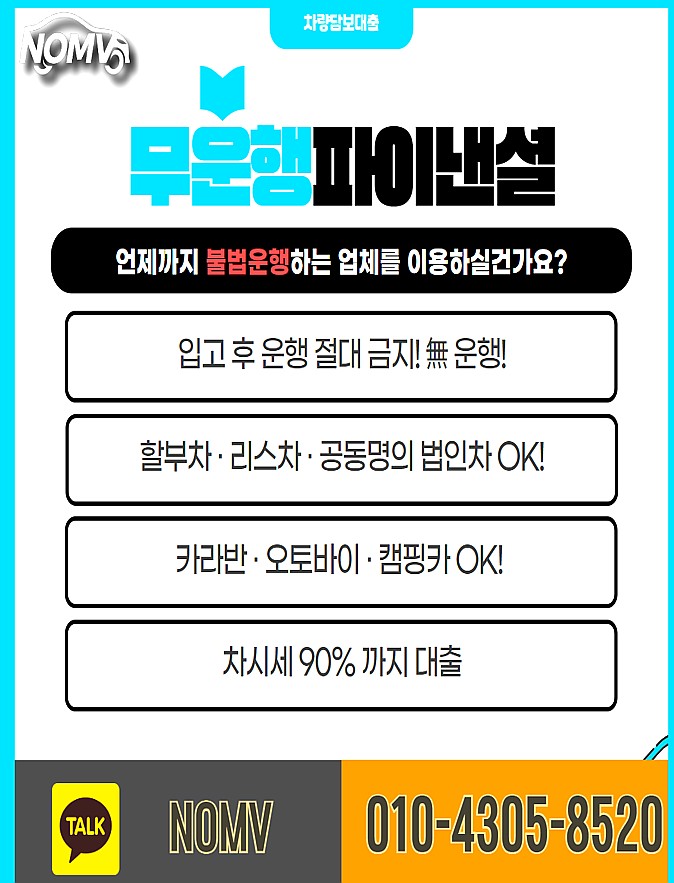 차량담보대출
NOMV
무운행파이낸셜
언제까지 불법운행하는 업체를 이용하실건가요?
입고 후 운행 절대 금지! 無 운행!
할부차 · 리스차 · 공동명의 법인차 OK!
카라반 · 오토바이 · 캠핑카 OK!
차시세 90% 까지 대출
TALK
NOMV
010-4305-8520